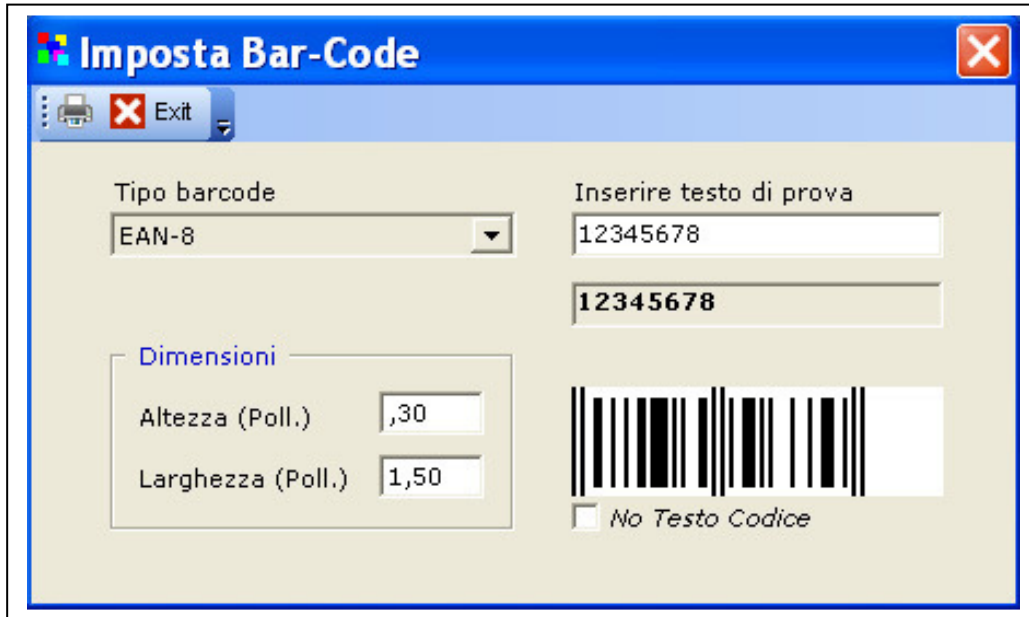 Imposta Bar-Code
Exit
Tipo barcode
EAN-8
Inserire testo di prova
12345678
12345678
Dimensioni
Altezza (Poll.) ,30
Larghezza (Poll.) 1,50
No Testo Codice